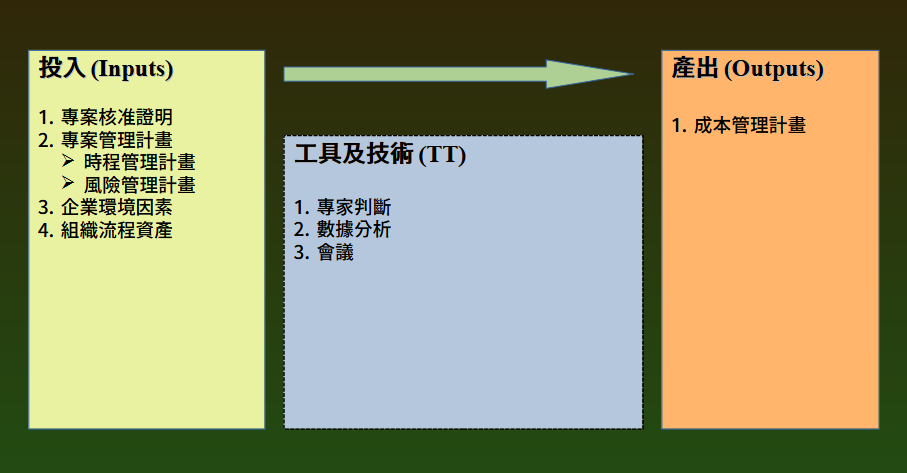 投入 (Inputs)
1. 專案核准證明
2. 專案管理計畫
➢ 時程管理計畫
➢ 風險管理計畫
3. 企業環境因素
4. 組織流程資產
工具及技術 (TT)
1. 專家判斷
2. 數據分析
3. 會議
產出 (Outputs)
1. 成本管理計畫